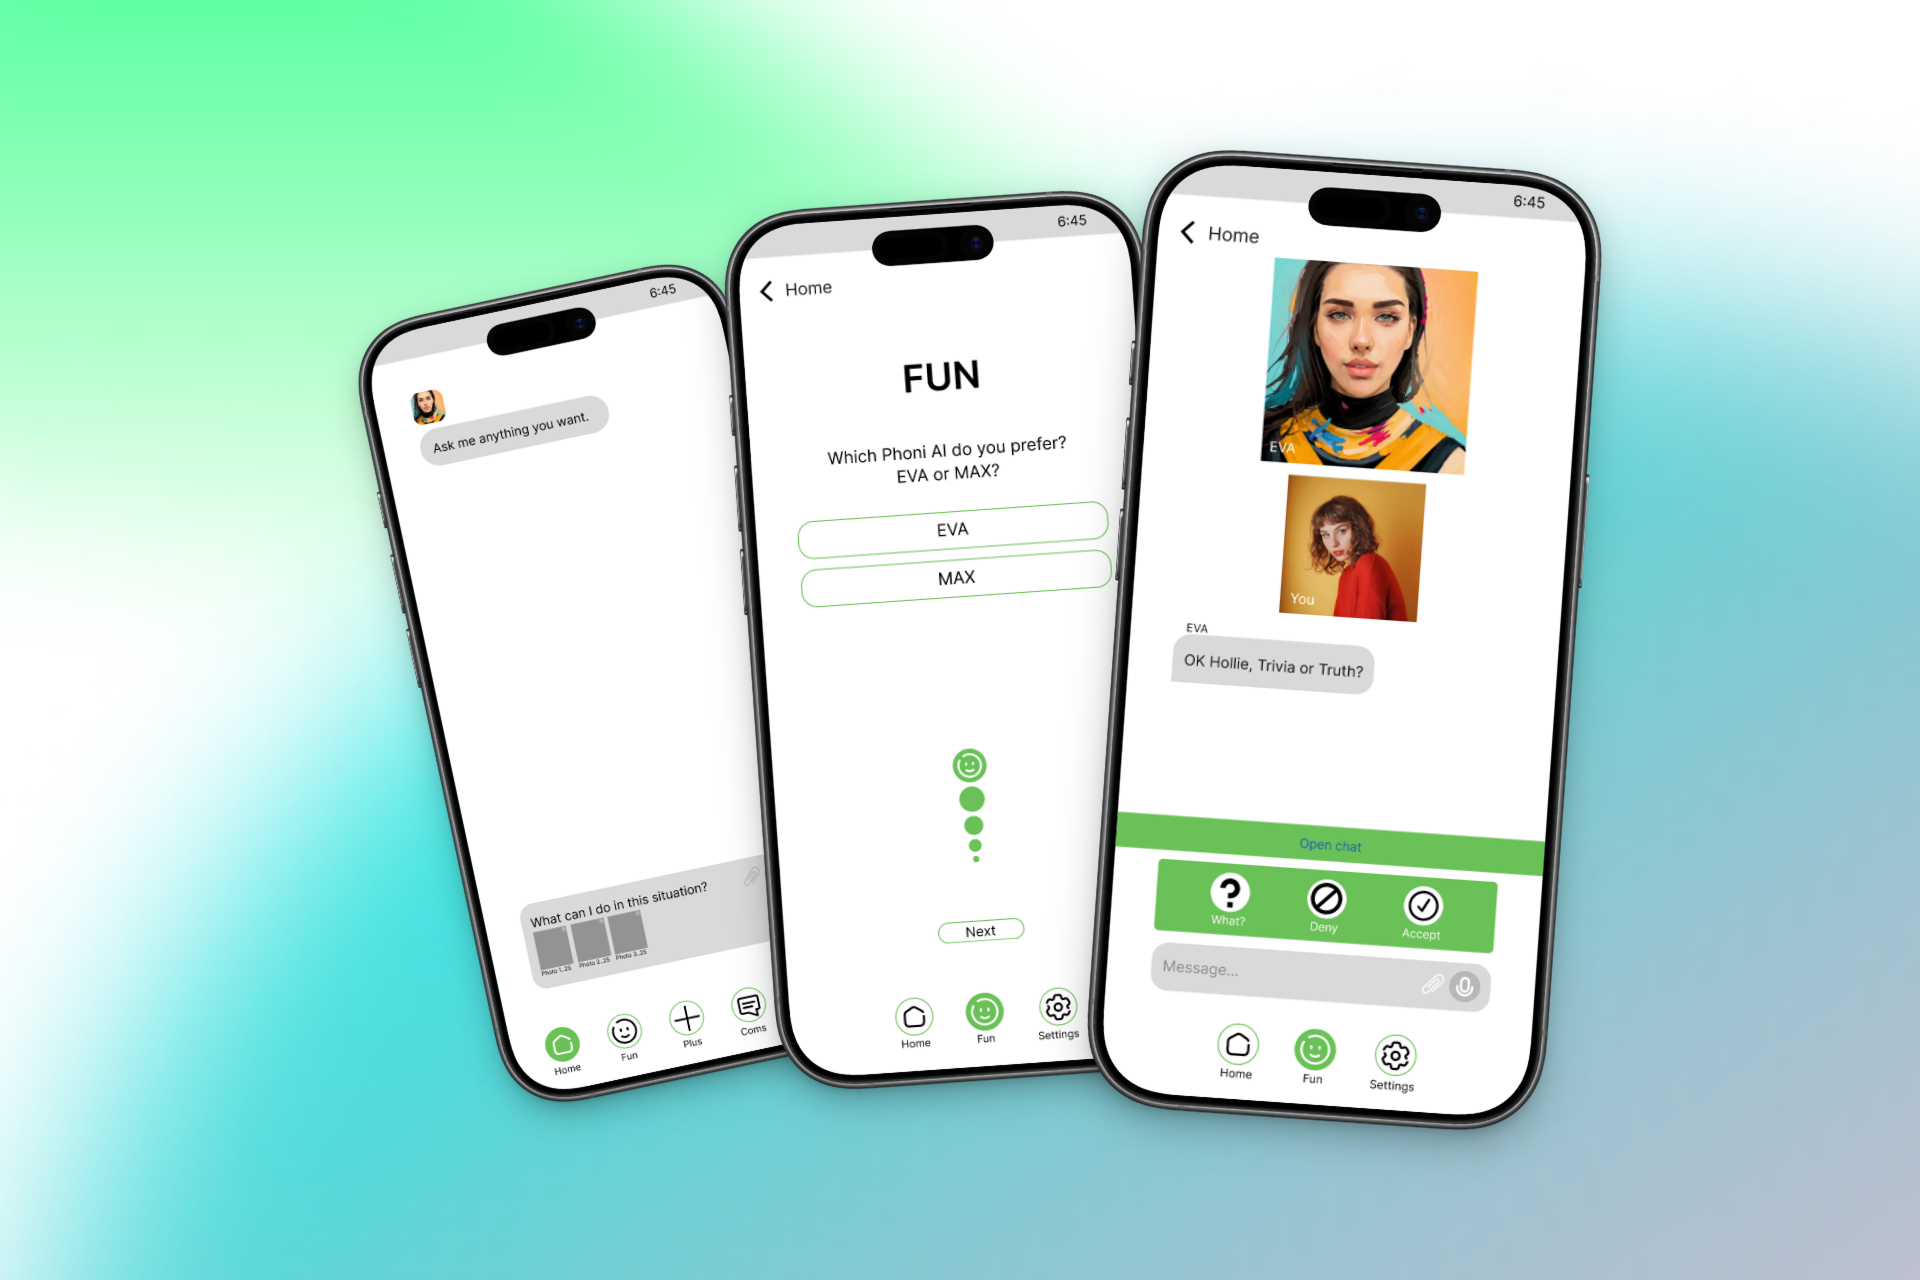 6:45
Ask me anything you want.
What can I do in this situation?
Photo 1..25
Photo 2..25
Photo 3..25
Home
Fun
Plus
Coms
6:45
Home
FUN
Which Phoni AI do you prefer?
EVA or MAX?
EVA
MAX
Next
Home
Fun
Settings
6:45
Home
EVA
You
EVA
OK Hollie, Trivia or Truth?
Open chat
What?
Deny
Accept
Message...
Home
Fun
Settings